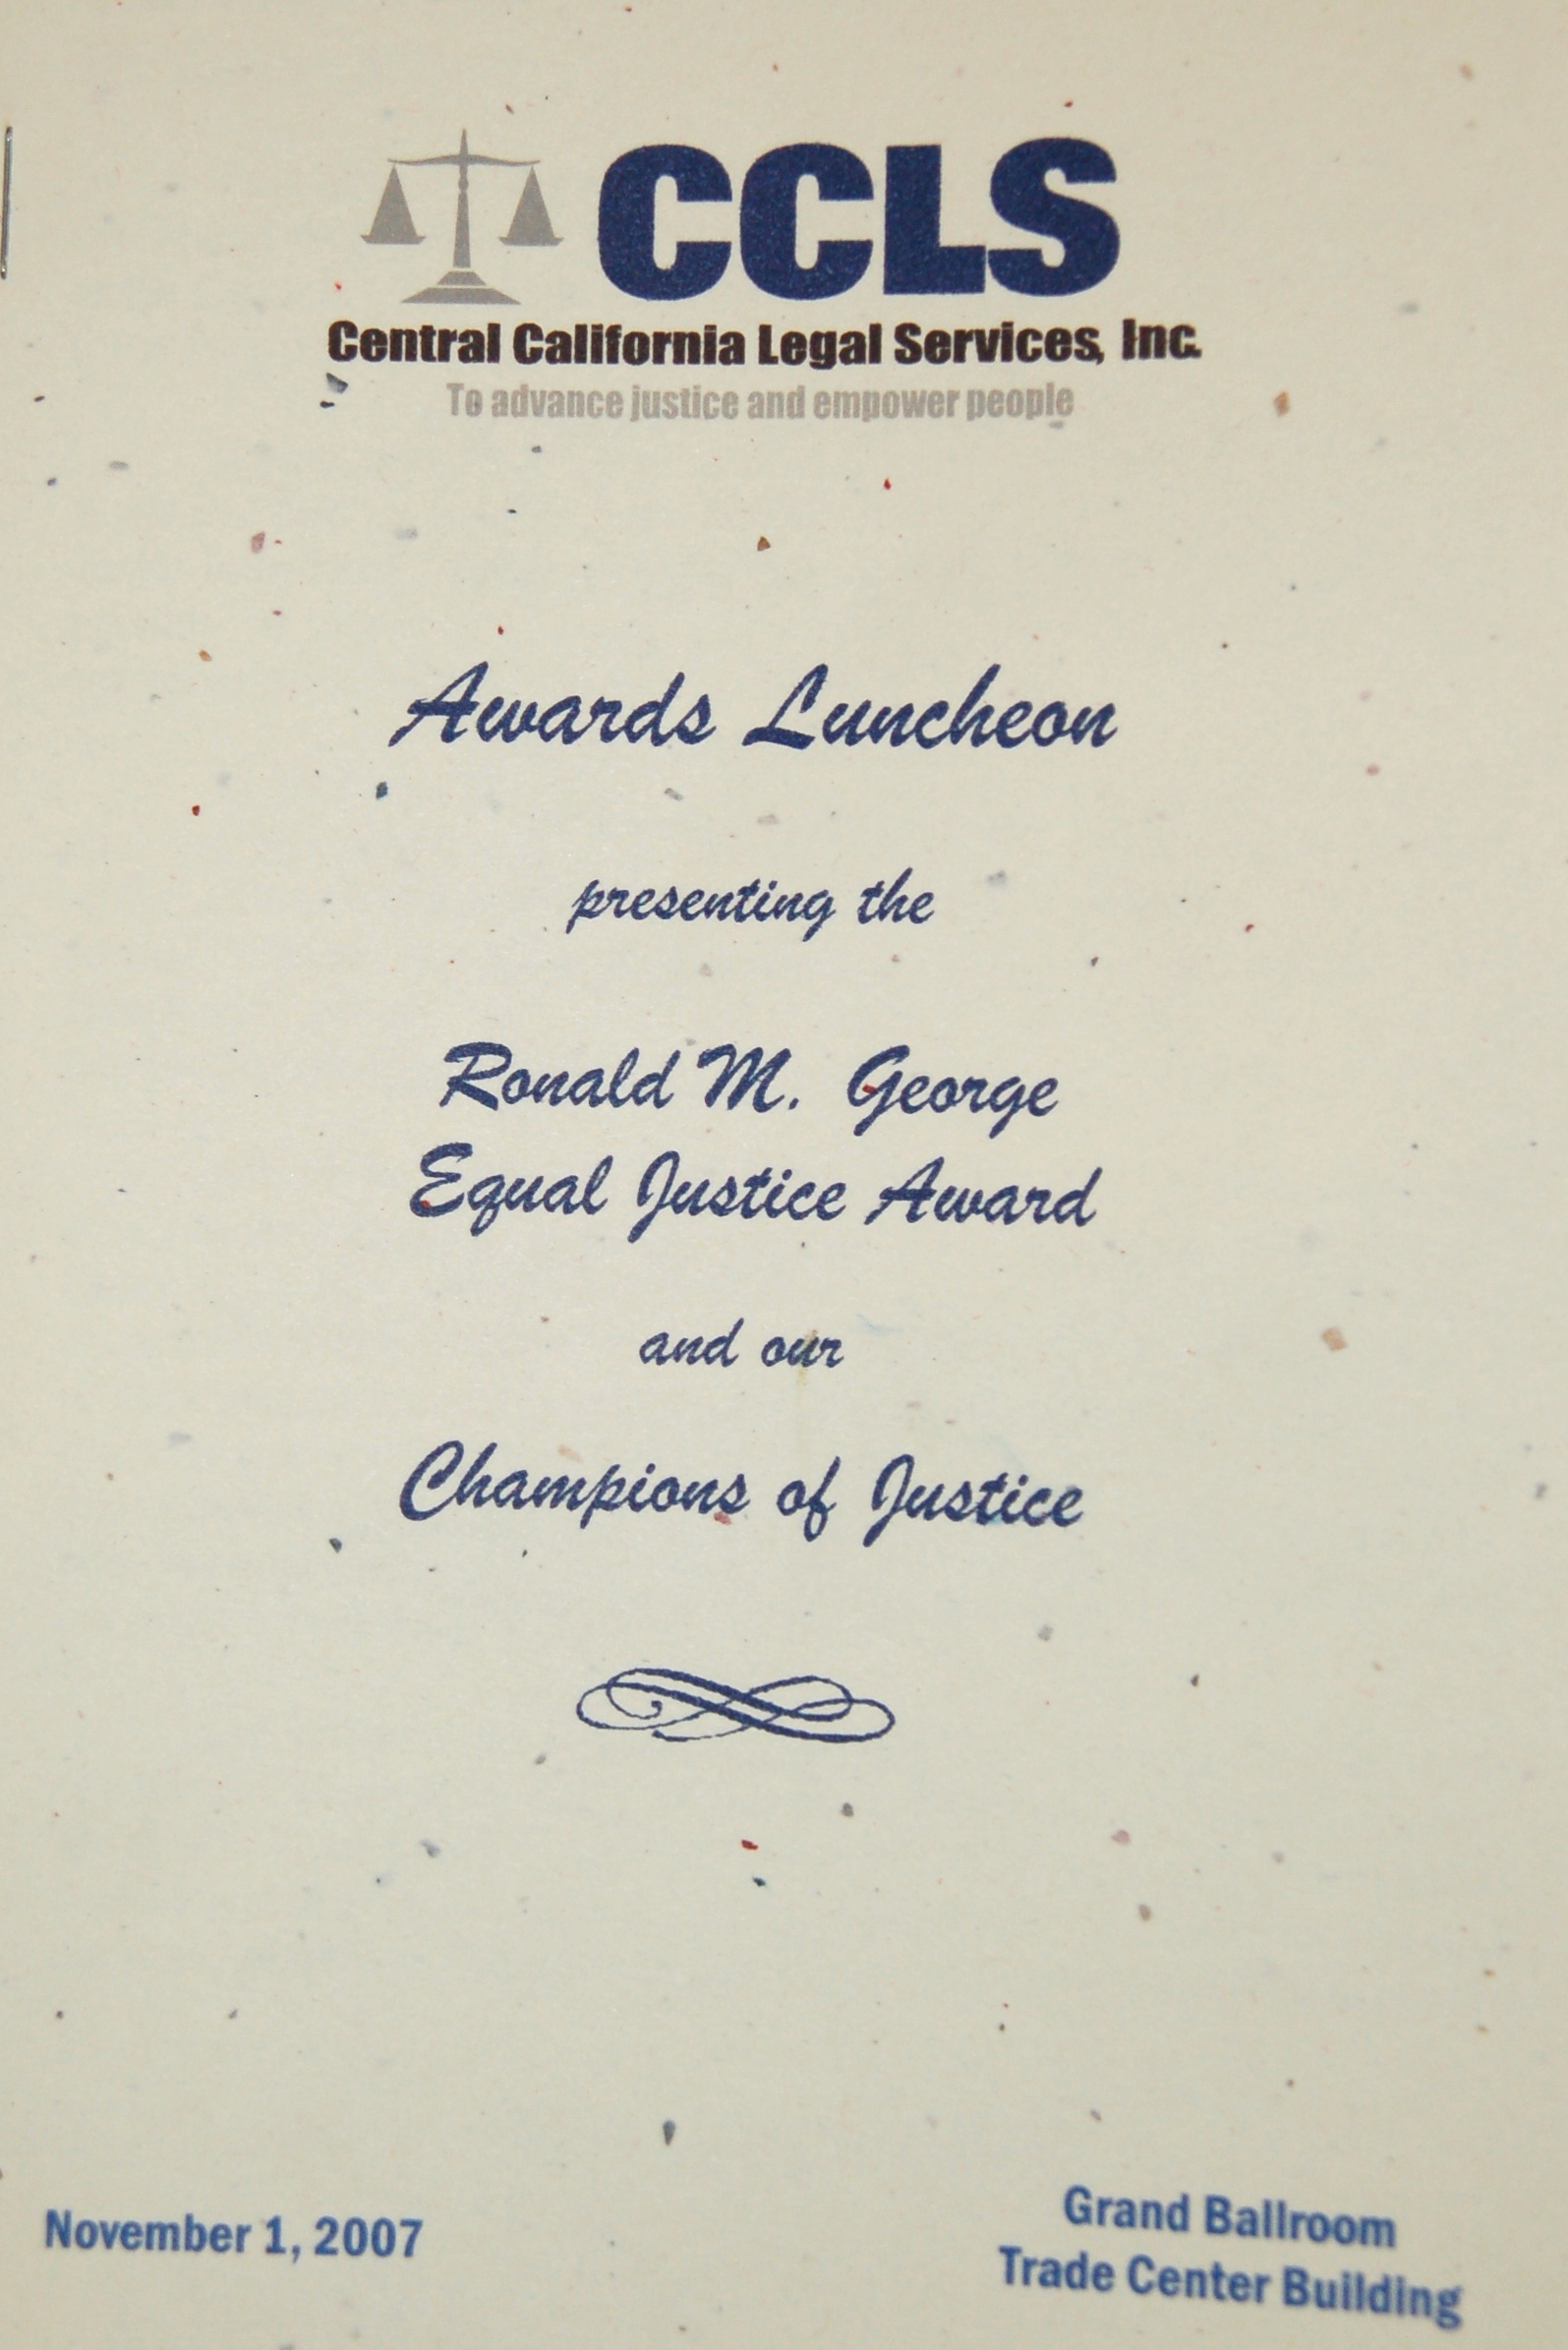 CCLS
Central California Legal Services, Inc.
To advance justice and empower people
Awards Luncheon
presenting the
Ronald M. George
Equal Justice Award
and our
Champions of Justice
November 1, 2007
Grand Ballroom
Trade Center Building